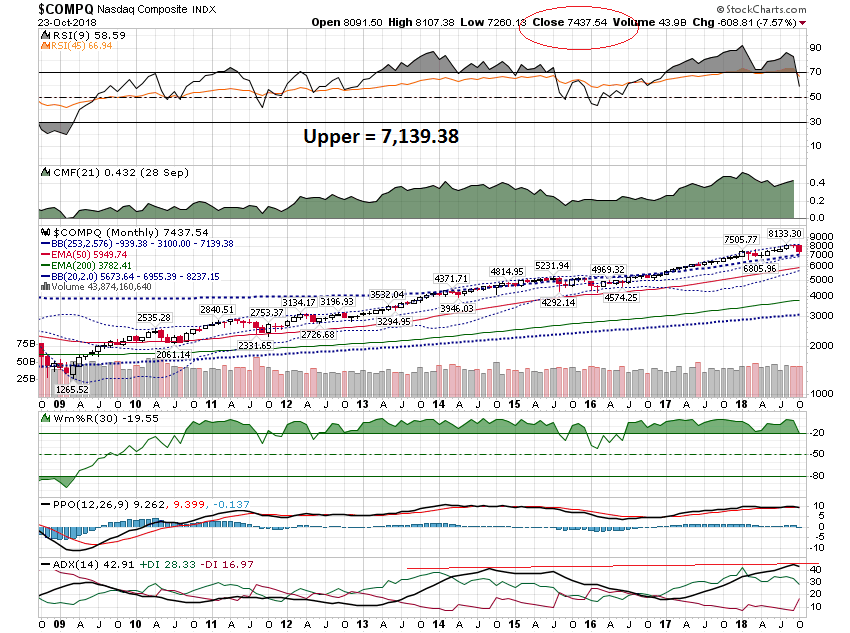 $COMPQ Nasdaq Composite INDX
© StockCharts.com
23-Oct-2018
Open 8091.50 High 8107.38 Low 7260.13 Close 7437.54 Volume 43.9B Chg -608.81 (-7.57%)
RSI(9) 58.59
RSI(45) 66.94
90
70
50
30
10
Upper = 7,139.38
CMF(21) 0.432 (28 Sep)
0.4
0.2
0.0
$COMPQ (Monthly) 7437.54
BB(253,2.576) -939.38 - 3100.00 - 7139.38
EMA(50) 5949.74
EMA(200) 3782.41
BB(20,2.0) 5673.64 - 6955.39 - 8237.15
Volume 43,874,160,640
1265.52
2535.28
2061.14
2840.51
2331.65
2753.37
3134.17
2726.68
3196.93
3532.04
3294.95
4371.71
3946.03
4814.95
5231.94
4292.14
4969.32
4574.25
7505.77
6805.96
8133.30
9000
8000
7000
6000
5000
4000
3000
2000
1000
75B
50B
25B
O 09 A J O 10 A J O 11 A J O 12 A J O 13 A J O 14 A J O 15 A J O 16 A J O 17 A J O 18 A J O
Wm%R(30) -19.55
-20
-50
-80
PPO(12,26,9) 9.262, 9.399, -0.137
10
5
0
-5
-10
ADX(14) 42.91 +DI 28.33 -DI 16.97
40
30
20
10
O 09 A J O 10 A J O 11 A J O 12 A J O 13 A J O 14 A J O 15 A J O 16 A J O 17 A J O 18 A J O